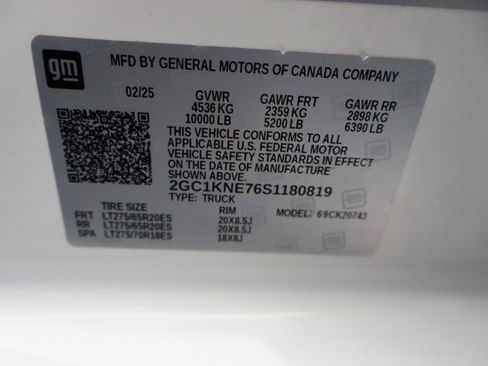 gm
MFD BY GENERAL MOTORS OF CANADA COMPANY
02/25 GVWR GAWR FRT GAWR RR
4536 KG 2359 KG 2898 KG
10000 LB 5200 LB 6390 LB
THIS VEHICLE CONFORMS TO ALL
APPLICABLE U.S. FEDERAL MOTOR
VEHICLE SAFETY STANDARDS IN EFFECT ON
THE DATE OF MANUFACTURE SHOWN ABOVE.
2GC1KNE76S1180819
TYPE: TRUCK
TIRE SIZE RIM MODEL: 69CK20743
FRT LT275/65R20ES 20X8.5J
RR LT275/65R20ES 20X8.5J
SPA LT275/70R18ES 18X8J